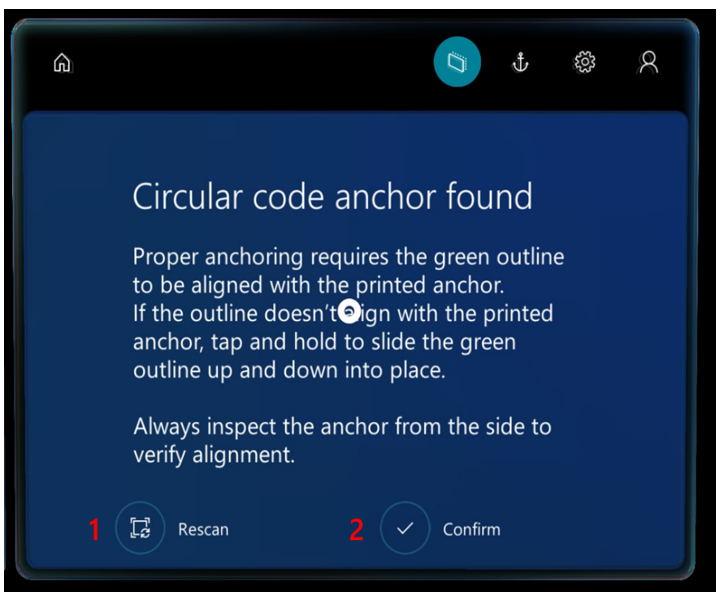 Circular code anchor found
Proper anchoring requires the green outline
to be aligned with the printed anchor.
If the outline doesn't ign with the printed
anchor, tap and hold to slide the green
outline up and down into place.
Always inspect the anchor from the side to
verify alignment.
1 Rescan 2 Confirm